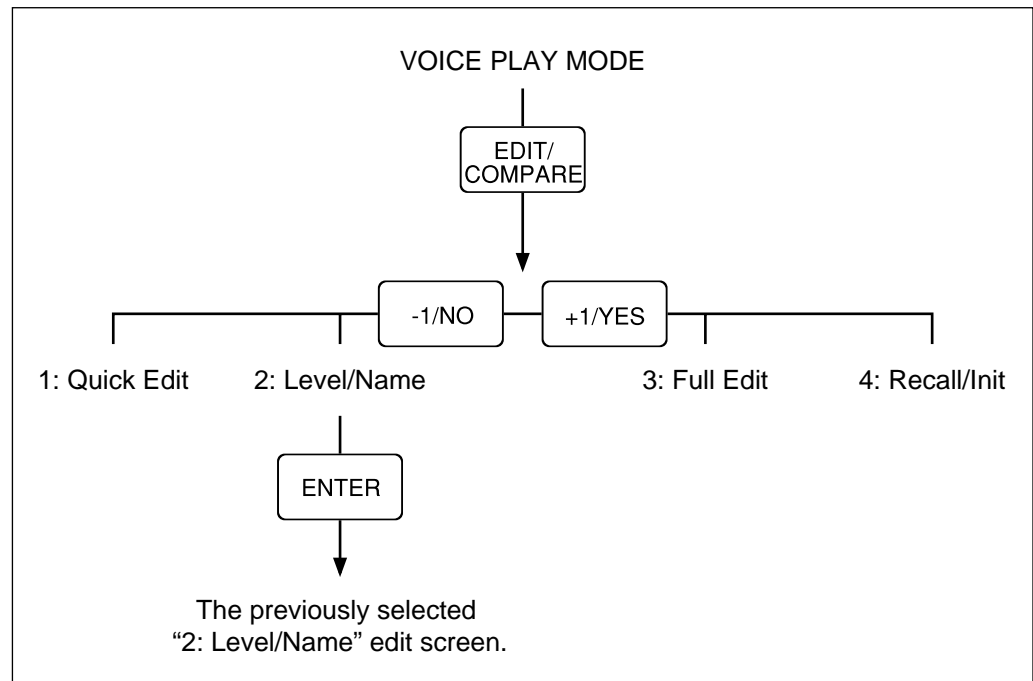 VOICE PLAY MODE
EDIT/
COMPARE
-1/NO
+1/YES
1: Quick Edit
2: Level/Name
3: Full Edit
4: Recall/Init
ENTER
The previously selected
“2: Level/Name” edit screen.